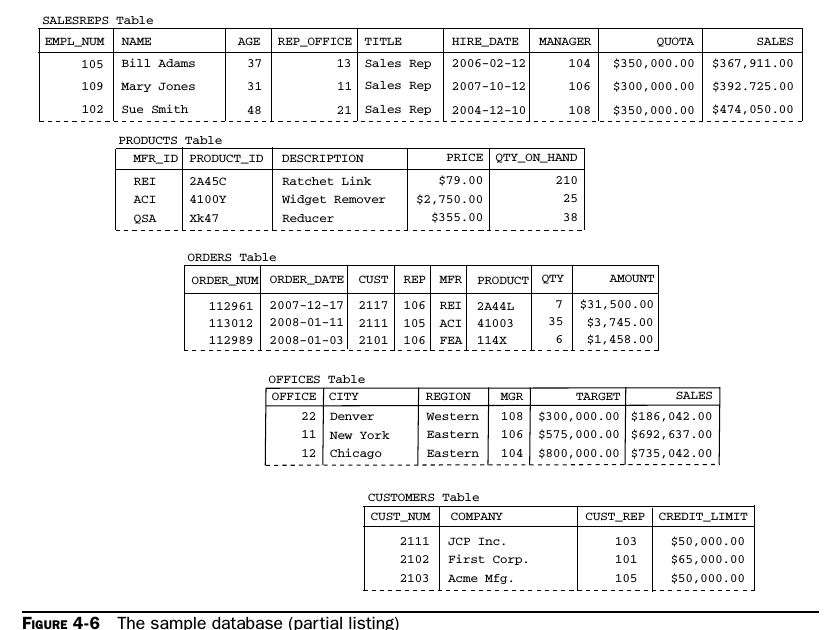 SALESREPS Table
EMPL_NUM NAME AGE REP_OFFICE TITLE HIRE_DATE MANAGER QUOTA SALES
105 Bill Adams 37 13 Sales Rep 2006-02-12 104 $350,000.00 $367,911.00
109 Mary Jones 31 11 Sales Rep 2007-10-12 106 $300,000.00 $392.725.00
102 Sue Smith 48 21 Sales Rep 2004-12-10 108 $350,000.00 $474,050.00
PRODUCTS Table
MFR_ID PRODUCT_ID DESCRIPTION PRICE QTY_ON_HAND
REI 2A45C Ratchet Link $79.00 210
ACI 4100Y Widget Remover $2,750.00 25
QSA Xk47 Reducer $355.00 38
ORDERS Table
ORDER_NUM ORDER_DATE CUST REP MFR PRODUCT QTY AMOUNT
112961 2007-12-17 2117 106 REI 2A44L 7 $31,500.00
113012 2008-01-11 2111 105 ACI 41003 35 $3,745.00
112989 2008-01-03 2101 106 FEA 114X 6 $1,458.00
OFFICES Table
OFFICE CITY REGION MGR TARGET SALES
22 Denver Western 108 $300,000.00 $186,042.00
11 New York Eastern 106 $575,000.00 $692,637.00
12 Chicago Eastern 104 $800,000.00 $735,042.00
CUSTOMERS Table
CUST_NUM COMPANY CUST_REP CREDIT_LIMIT
2111 JCP Inc. 103 $50,000.00
2102 First Corp. 101 $65,000.00
2103 Acme Mfg. 105 $50,000.00
FIGURE 4-6 The sample database (partial listing)